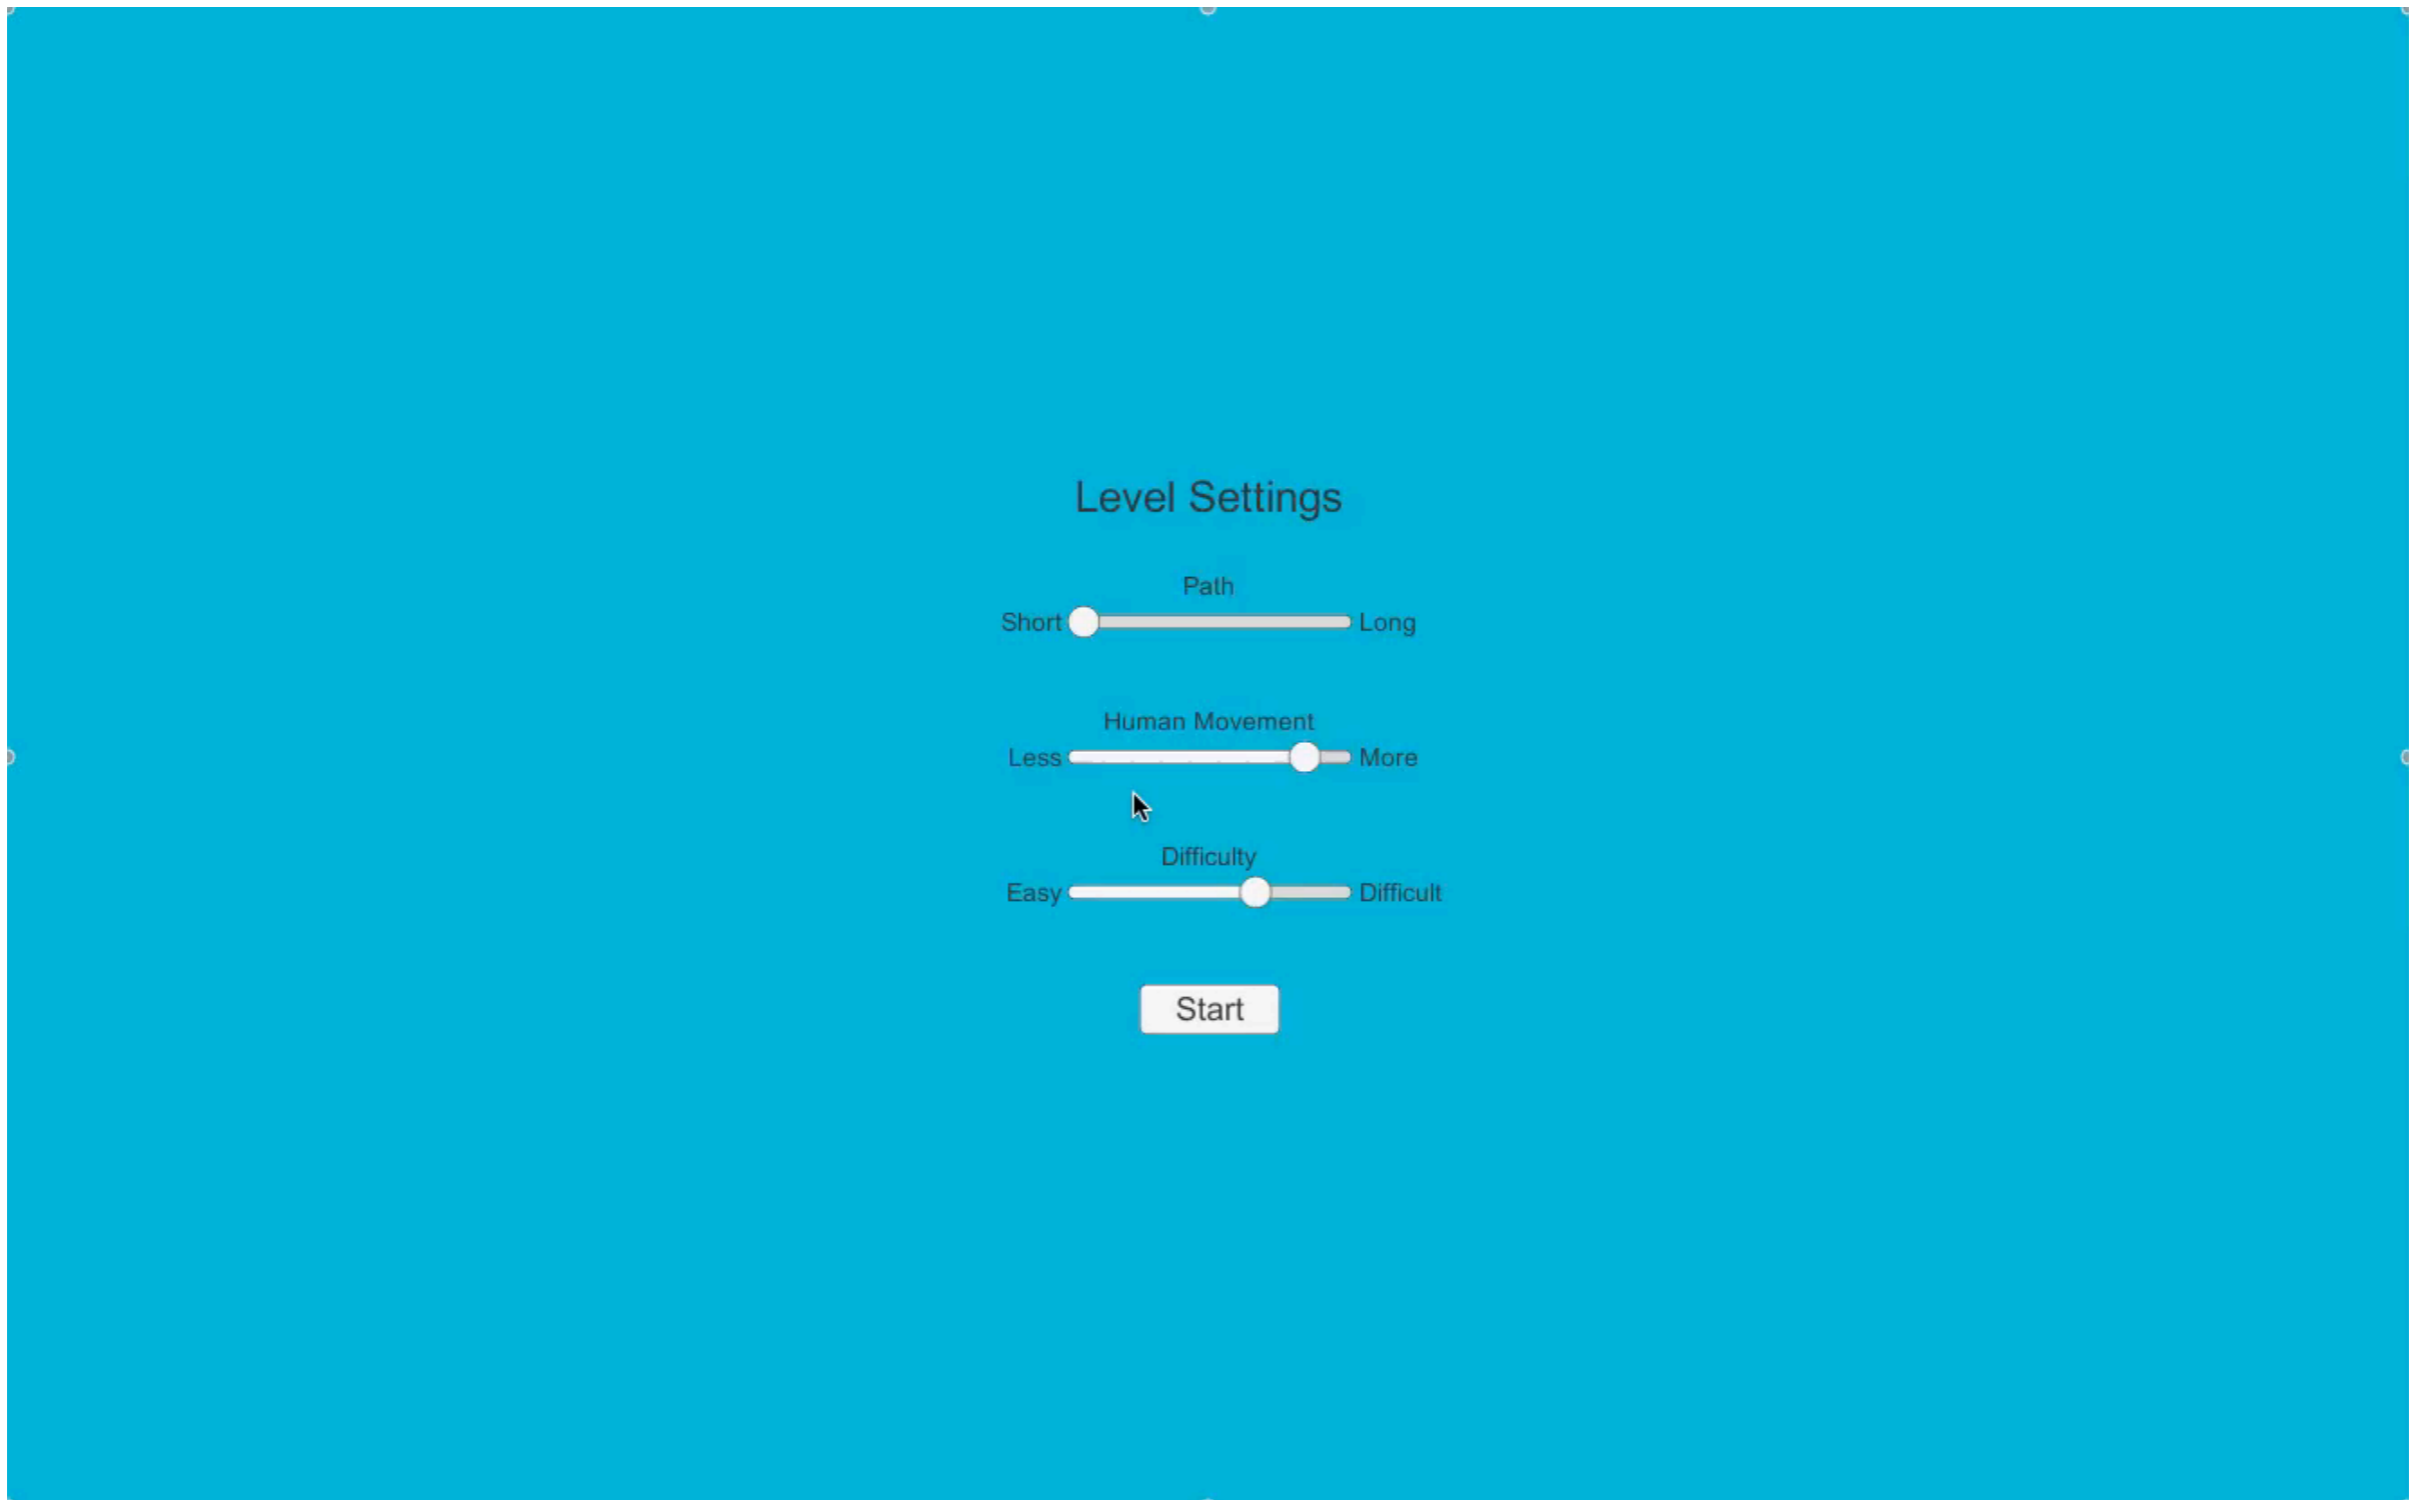 Level Settings
Path
Short Long
Human Movement
Less More
Difficulty
Easy Difficult
Start